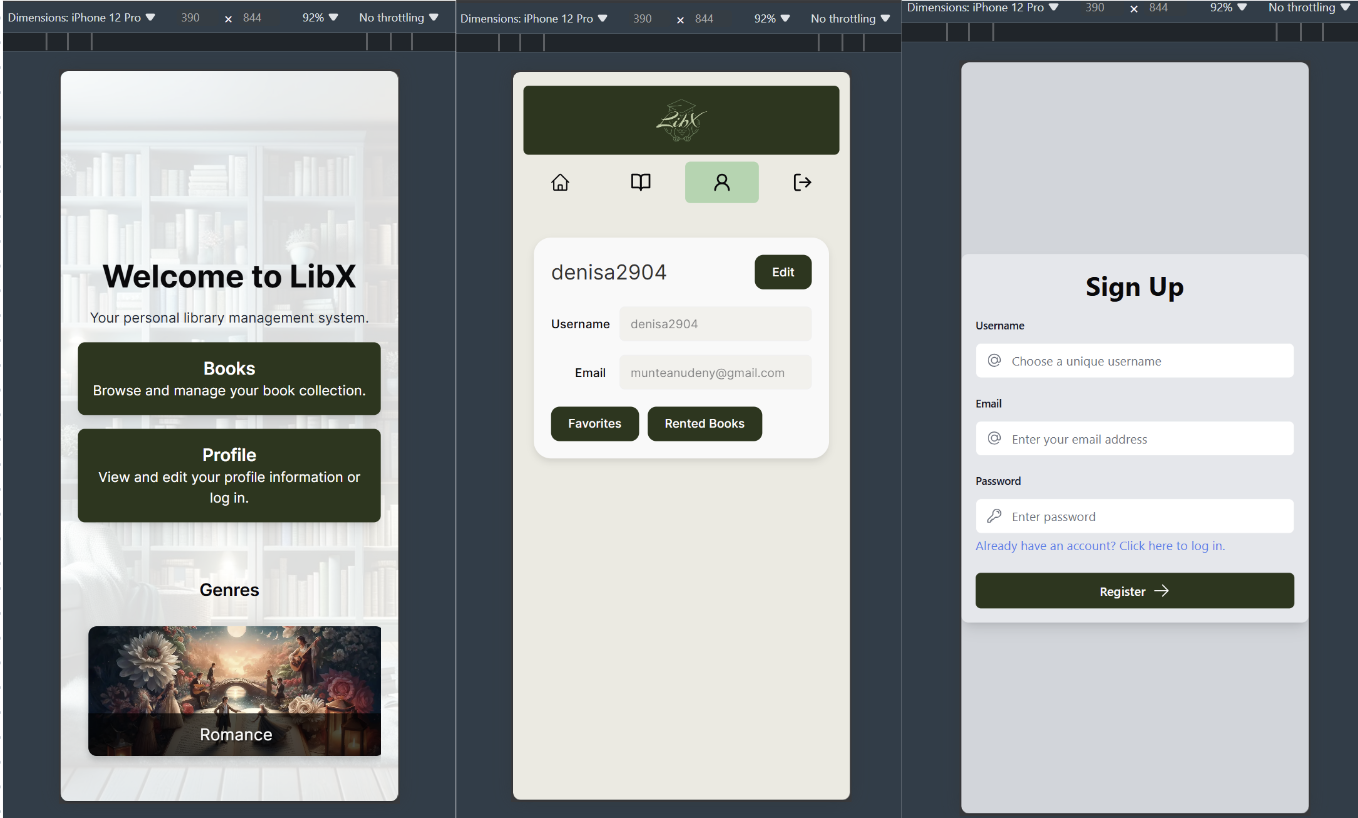 Dimensions: iPhone 12 Pro 390 × 844 92% No throttling
Welcome to LibX
Your personal library management system.
Books
Browse and manage your book collection.
Profile
View and edit your profile information or
log in.
Genres
Romance
Dimensions: iPhone 12 Pro 390 × 844 92% No throttling
LibX
denisa2904
Edit
Username denisa2904
Email munteanudeny@gmail.com
Favorites Rented Books
Dimensions: iPhone 12 Pro 390 × 844 92% No throttling
Sign Up
Username
Choose a unique username
Email
Enter your email address
Password
Enter password
Already have an account? Click here to log in.
Register